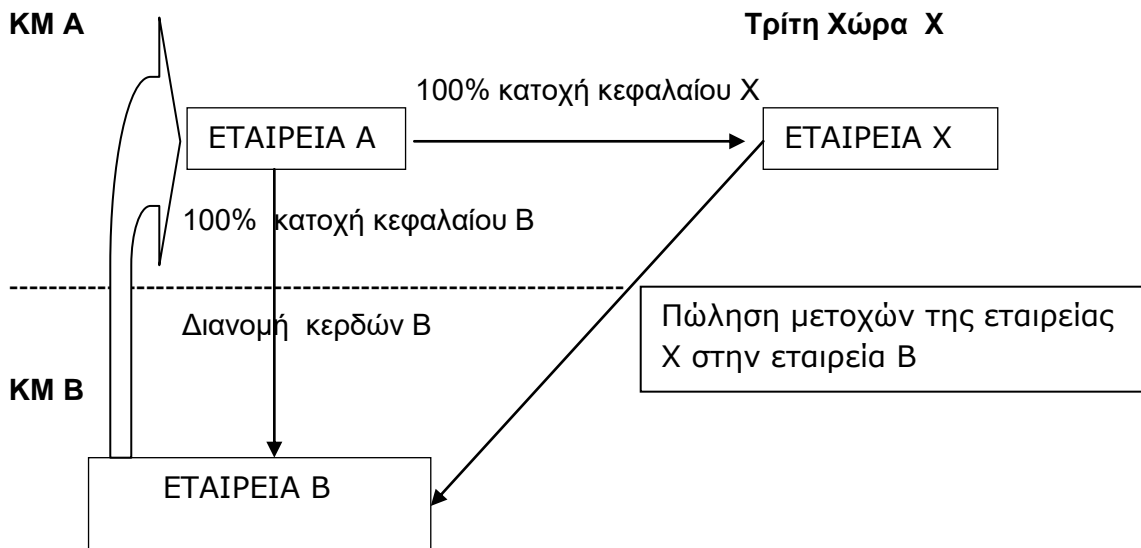 ΚΜ Α
Τρίτη Χώρα Χ
100% κατοχή κεφαλαίου Χ
ΕΤΑΙΡΕΙΑ Α
ΕΤΑΙΡΕΙΑ Χ
100% κατοχή κεφαλαίου Β
Διανομή κερδών Β
Πώληση μετοχών της εταιρείας
Χ στην εταιρεία Β
ΚΜ Β
ΕΤΑΙΡΕΙΑ Β